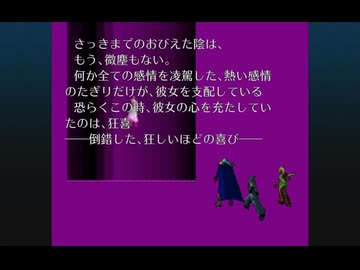 さっきまでのおびえた陰は、
もう、微塵もない。
何か全ての感情を凌駕した、熱い感情
のたぎりだけが、彼女を支配している
恐らくこの時、彼女の心を充たしてい
たのは、狂喜
――倒錯した、狂しいほどの喜び――